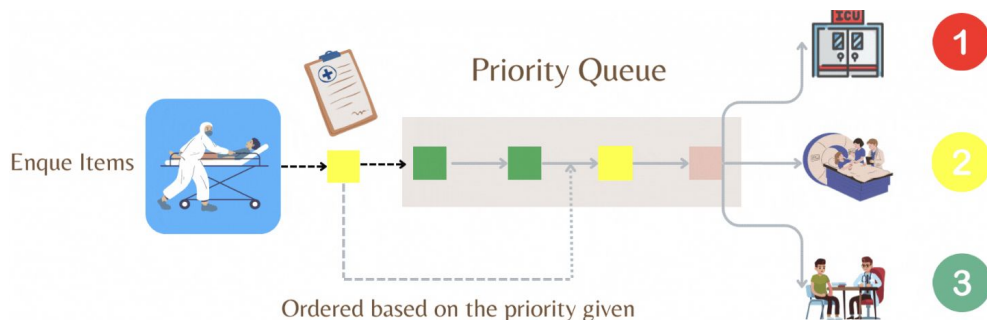 ICU
1
Priority Queue
Enque Items
2
3
Ordered based on the priority given